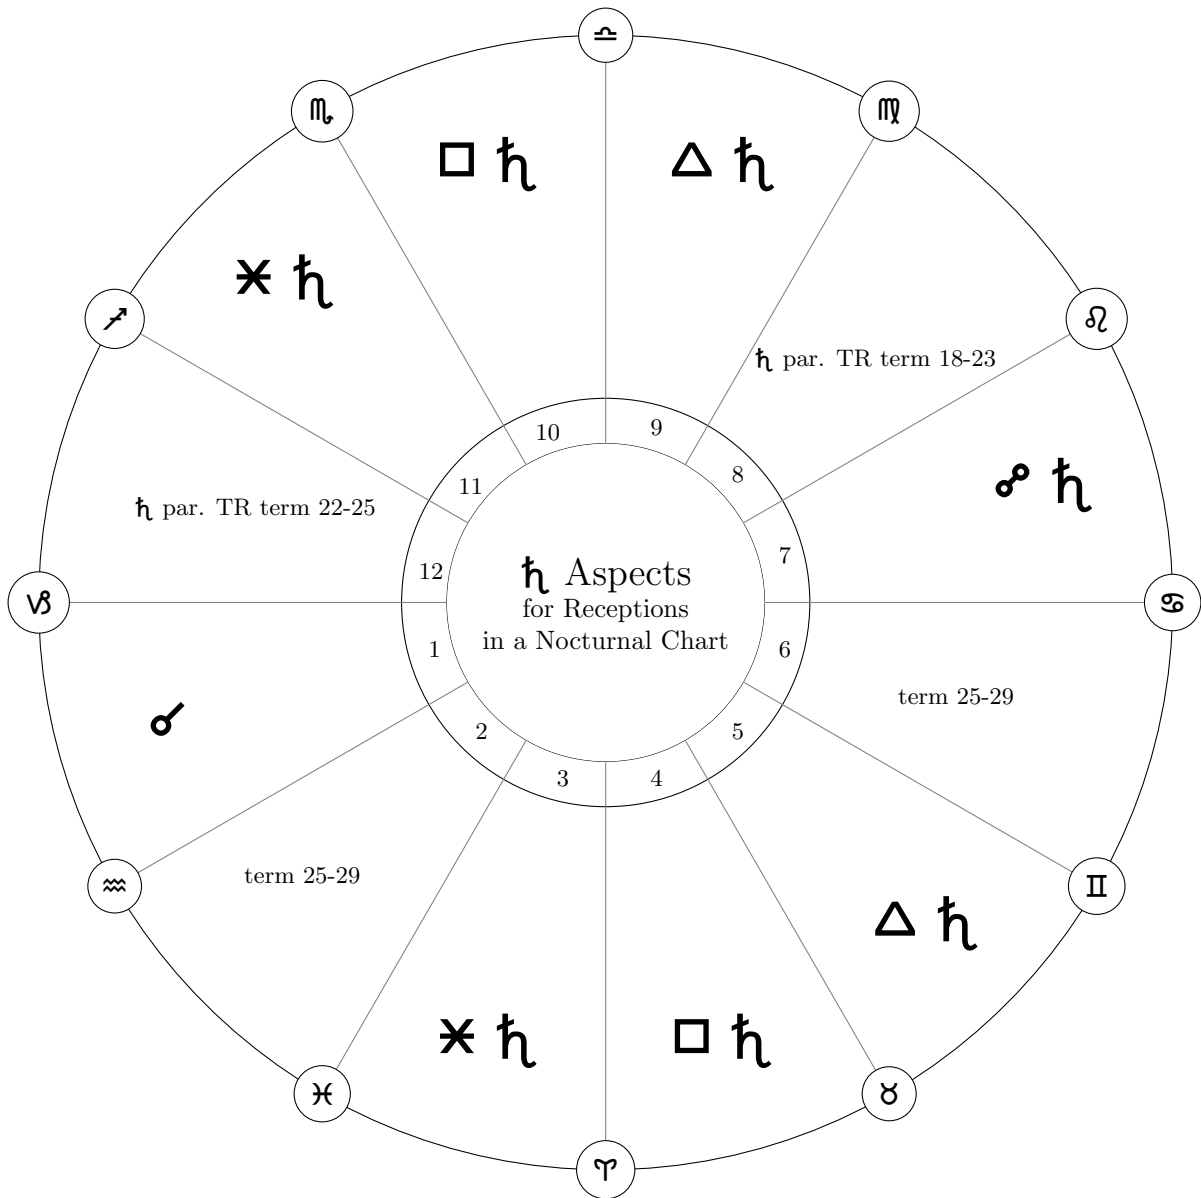 ♎
♏ ♍
□ ♄ △ ♄
⚹ ♄
♐ ♌
♄ par. TR term 18-23
10 9
11 8
☍ ♄
♄ par. TR term 22-25
12 7
♄ Aspects
for Receptions
in a Nocturnal Chart
♑ ♋
1 6
term 25-29
☌
2 5
3 4
term 25-29
♒ ♊
△ ♄
⚹ ♄ □ ♄
♓ ♉
♈